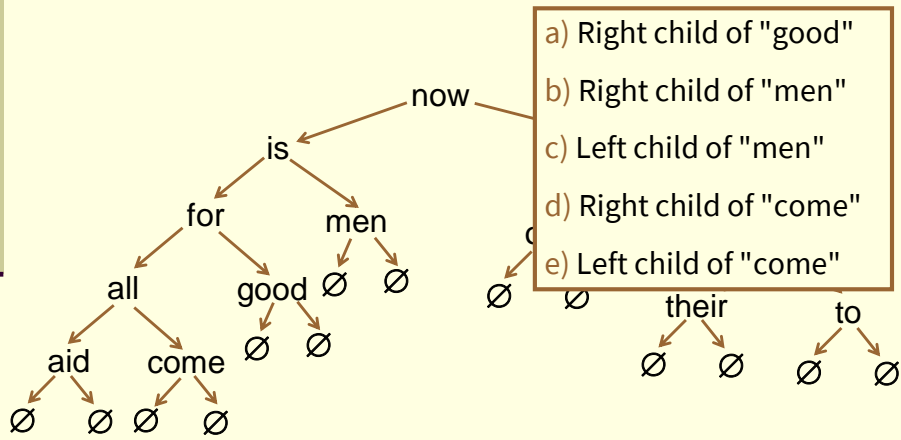 a) Right child of "good"
b) Right child of "men"
c) Left child of "men"
d) Right child of "come"
e) Left child of "come"
now
is
for
men
all
good
∅ ∅
∅ ∅
their
to
aid
come
∅ ∅
∅ ∅
∅ ∅
∅ ∅ ∅ ∅